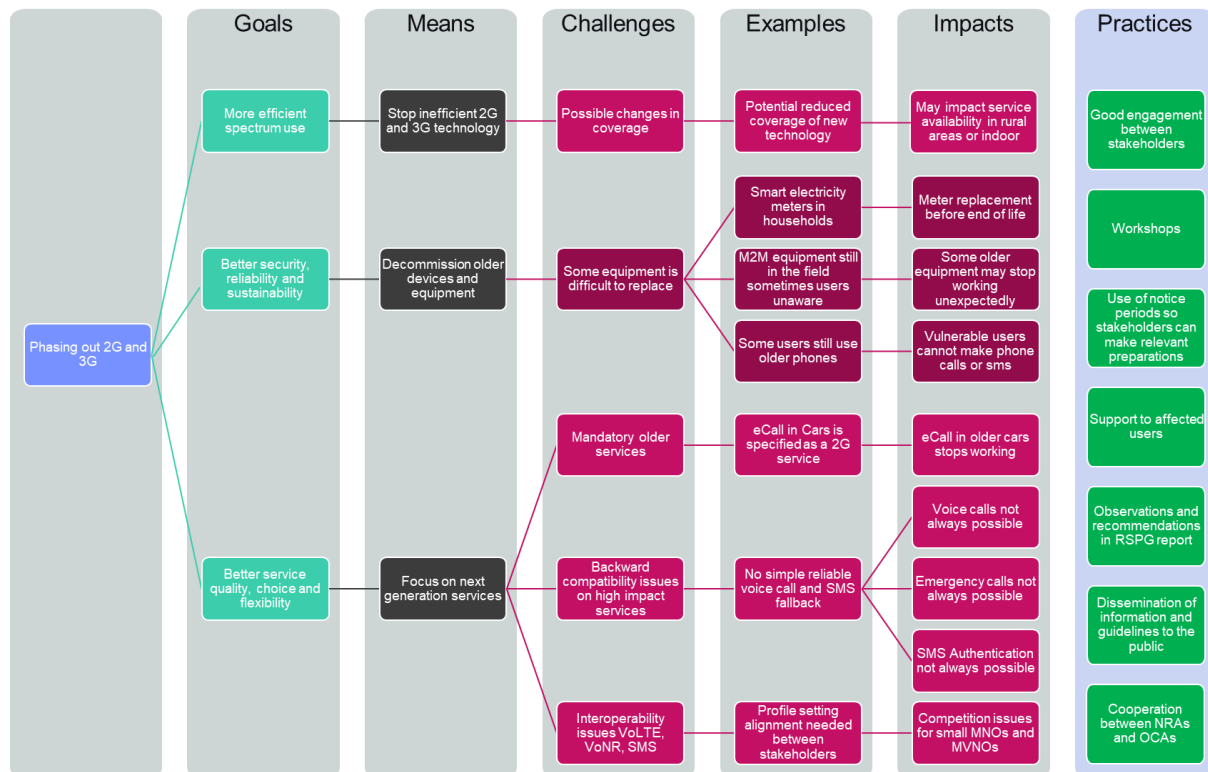 Goals
Means
Challenges
Examples
Impacts
Practices
Phasing out 2G and
3G
More efficient
spectrum use
Better security,
reliability and
sustainability
Better service
quality, choice and
flexibility
Stop inefficient 2G
and 3G technology
Decommission older
devices and
equipment
Focus on next
generation services
Possible changes in
coverage
Some equipment is
difficult to replace
Mandatory older
services
Backward
compatibility issues
on high impact
services
Interoperability
issues VoLTE,
VoNR, SMS
Potential reduced
coverage of new
technology
Smart electricity
meters in
households
M2M equipment still
in the field
sometimes users
unaware
Some users still use
older phones
eCall in Cars is
specified as a 2G
service
No simple reliable
voice call and SMS
fallback
Profile setting
alignment needed
between
stakeholders
May impact service
availability in rural
areas or indoor
Meter replacement
before end of life
Some older
equipment may stop
working
unexpectedly
Vulnerable users
cannot make phone
calls or sms
eCall in older cars
stops working
Voice calls not
always possible
Emergency calls not
always possible
SMS Authentication
not always possible
Competition issues
for small MNOs and
MVNOs
Good engagement
between
stakeholders
Workshops
Use of notice
periods so
stakeholders can
make relevant
preparations
Support to affected
users
Observations and
recommendations
in RSPG report
Dissemination of
information and
guidelines to the
public
Cooperation
between NRAs
and OCAs